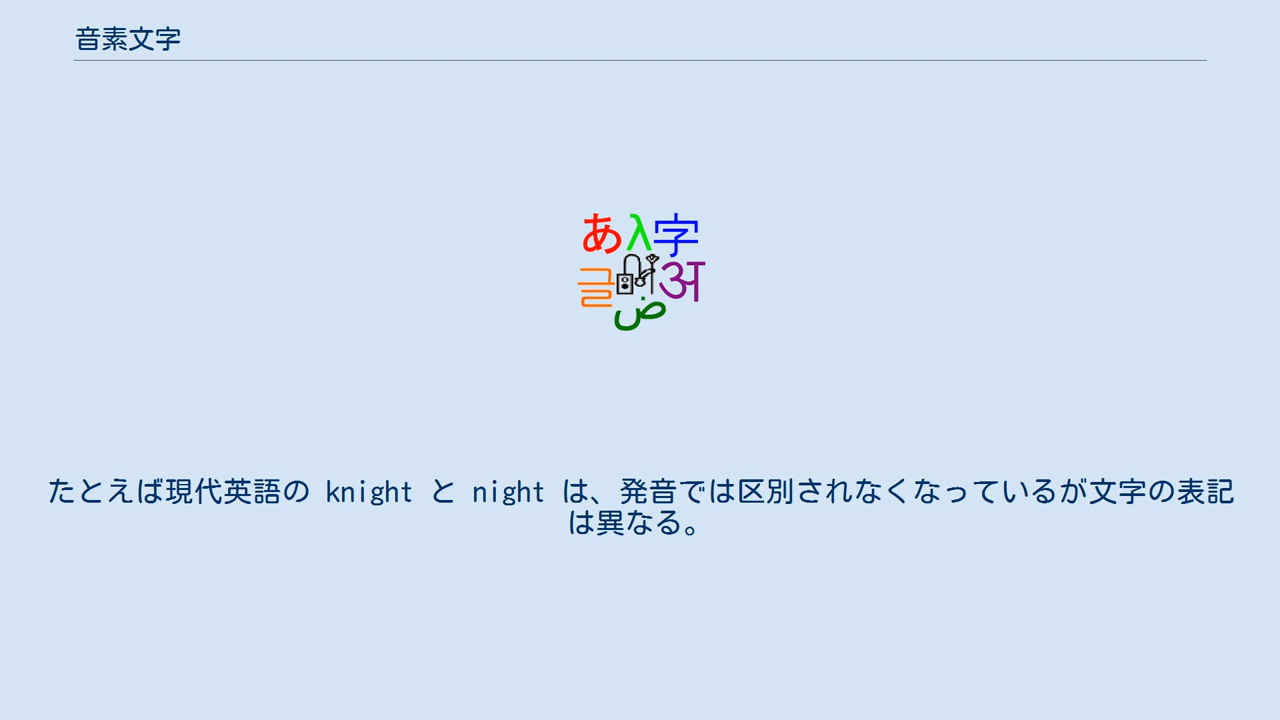 音素文字
あλ字
글अ
ض
たとえば現代英語の knight と night は、発音では区別されなくなっているが文字の表記
は異なる。